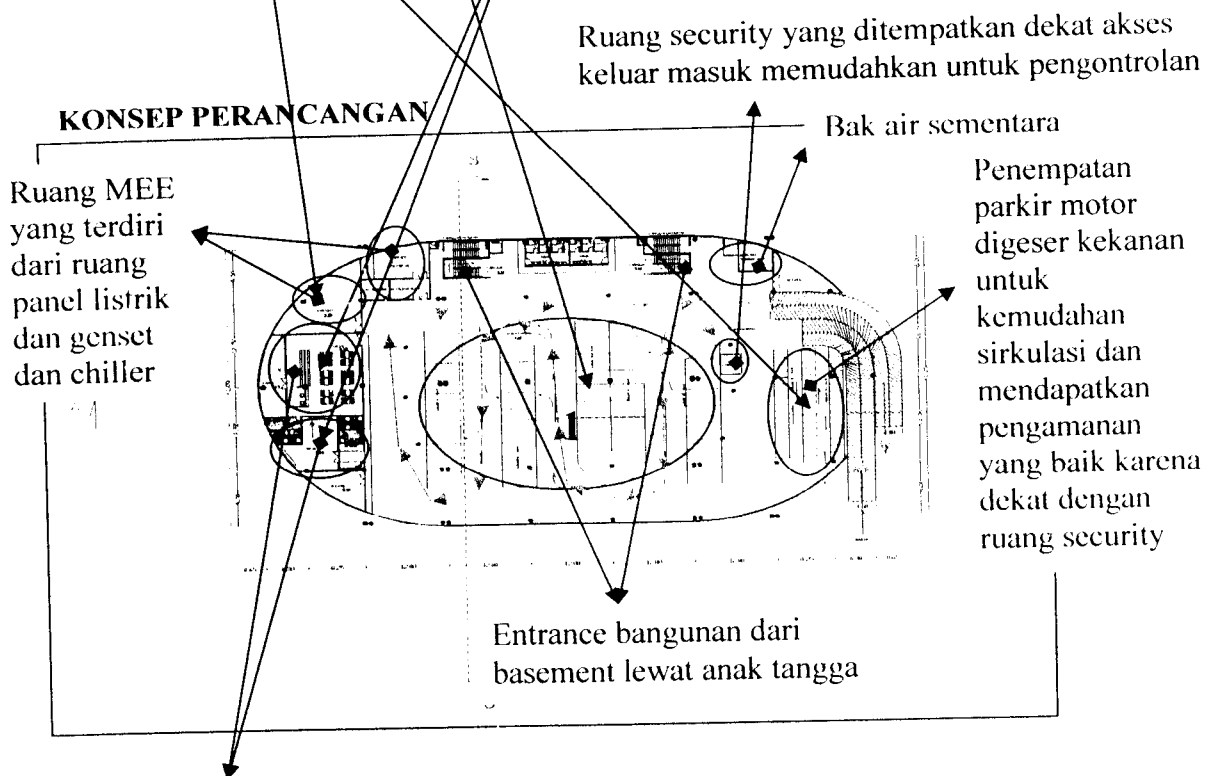 Ruang security yang ditempatkan dekat akses
keluar masuk memudahkan untuk pengontrolan
KONSEP PERANCANGAN
Bak air sementara
Ruang MEE
yang terdiri
dari ruang
panel listrik
dan genset
dan chiller
Penempatan
parkir motor
digeser kekanan
untuk
kemudahan
sirkulasi dan
mendapatkan
pengamanan
yang baik karena
dekat dengan
ruang security
1
Entrance bangunan dari
basement lewat anak tangga